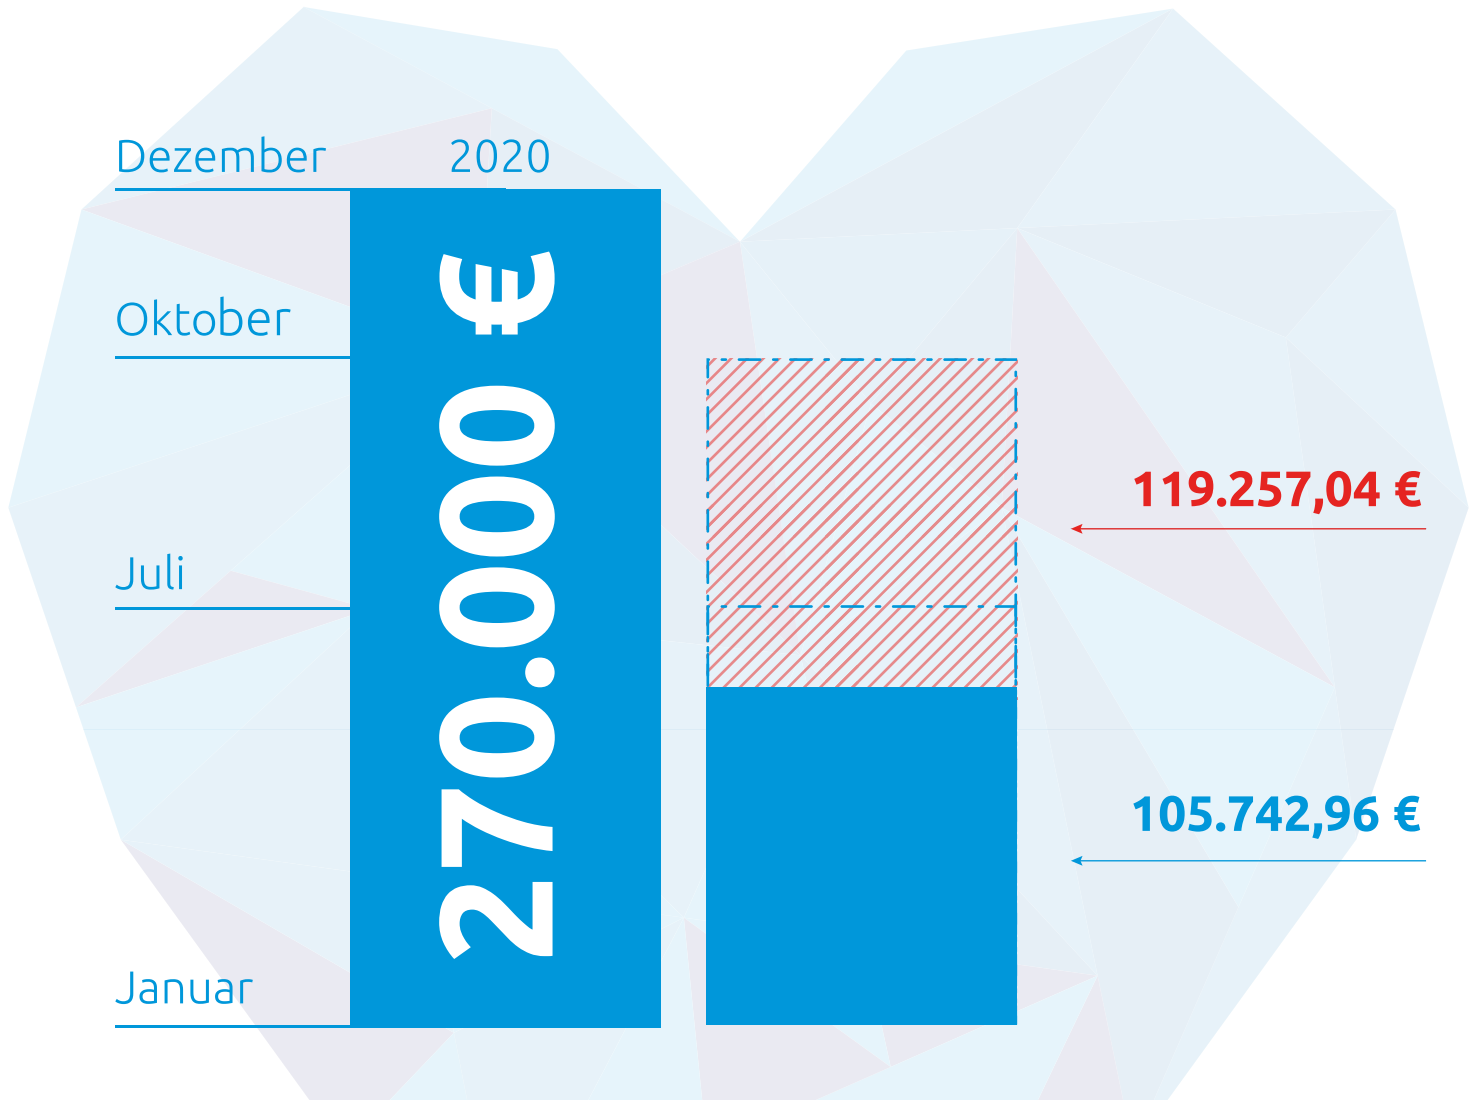 Dezember 2020
Oktober
Juli
Januar
270.000 €
119.257,04 €
105.742,96 €